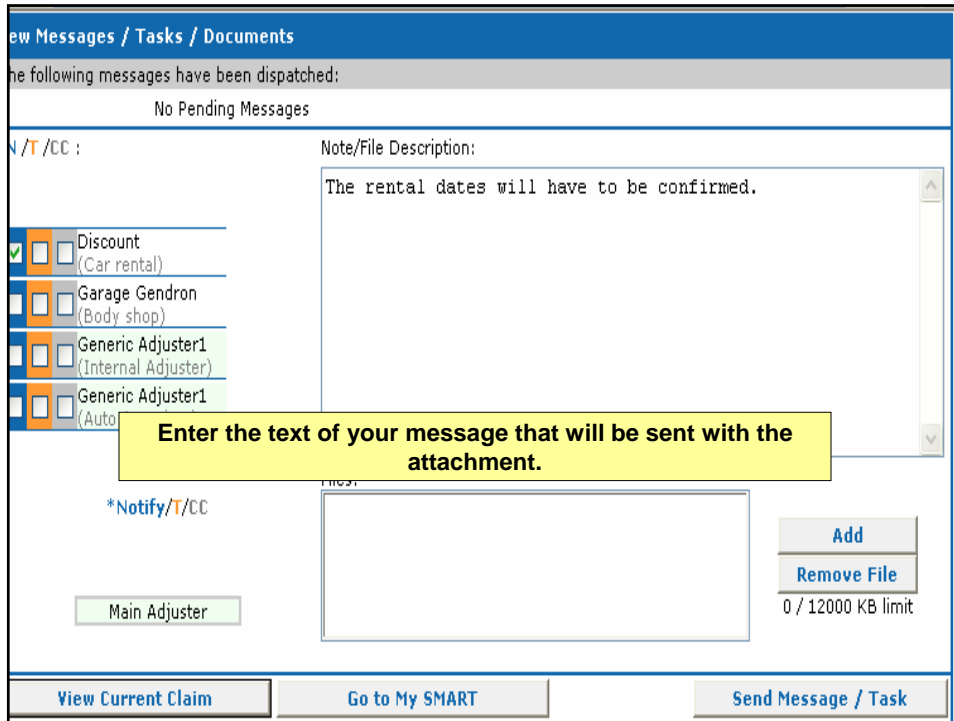 ew Messages / Tasks / Documents
he following messages have been dispatched:
No Pending Messages
N /T /CC :
Note/File Description:
The rental dates will have to be confirmed.
Discount
(Car rental)
Garage Gendron
(Body shop)
Generic Adjuster1
(Internal Adjuster)
Generic Adjuster1
(Auto
Enter the text of your message that will be sent with the
attachment.
Files:
*Notify/T/CC
Add
Remove File
0 / 12000 KB limit
Main Adjuster
View Current Claim
Go to My SMART
Send Message / Task